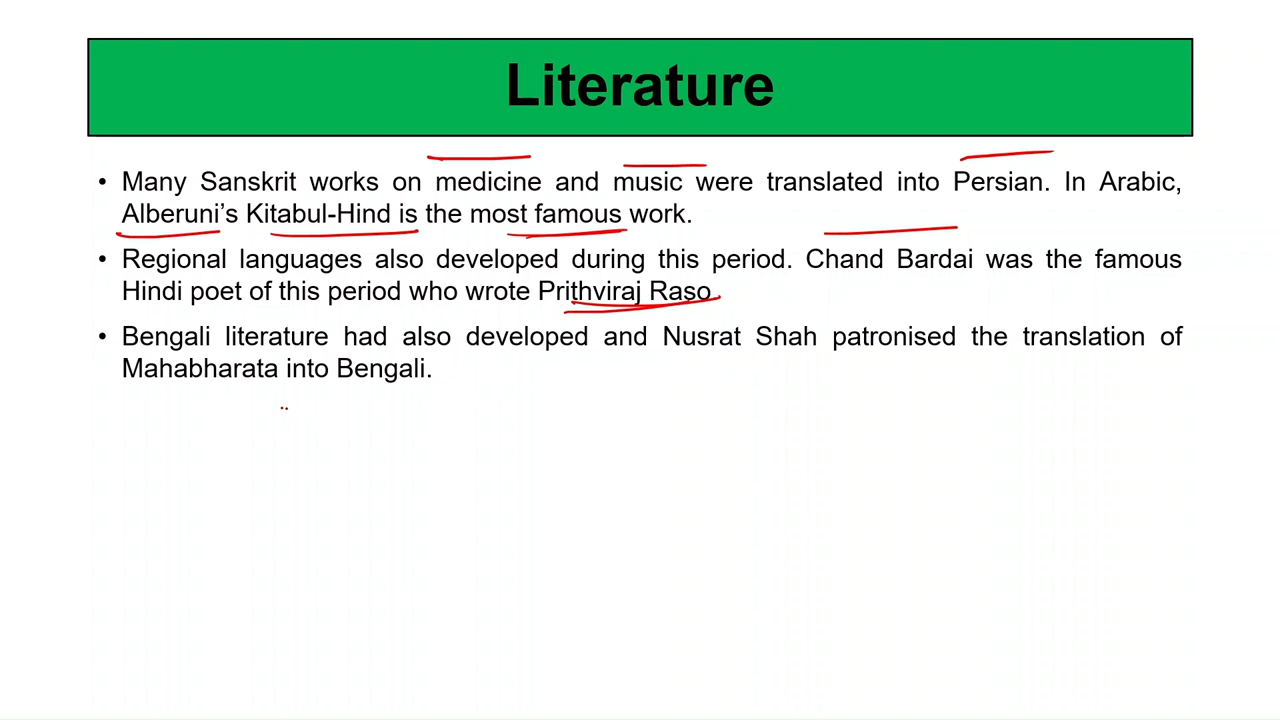 Literature
• Many Sanskrit works on medicine and music were translated into Persian. In Arabic,
Alberuni’s Kitabul-Hind is the most famous work.
• Regional languages also developed during this period. Chand Bardai was the famous
Hindi poet of this period who wrote Prithviraj Raso.
• Bengali literature had also developed and Nusrat Shah patronised the translation of
Mahabharata into Bengali.